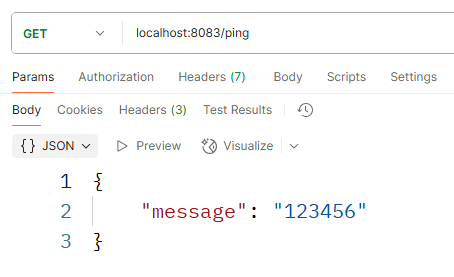 GET localhost:8083/ping
Params Authorization Headers (7) Body Scripts Settings
Body Cookies Headers (3) Test Results
{} JSON Preview Visualize
1 {
2 "message": "123456"
3 }